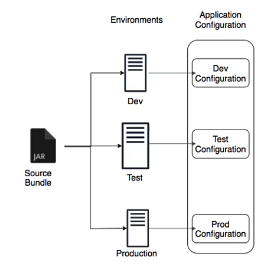 Environments
Application
Configuration
Dev
Configuration
Dev
JAR
Source
Bundle
Test
Configuration
Test
Prod
Configuration
Production